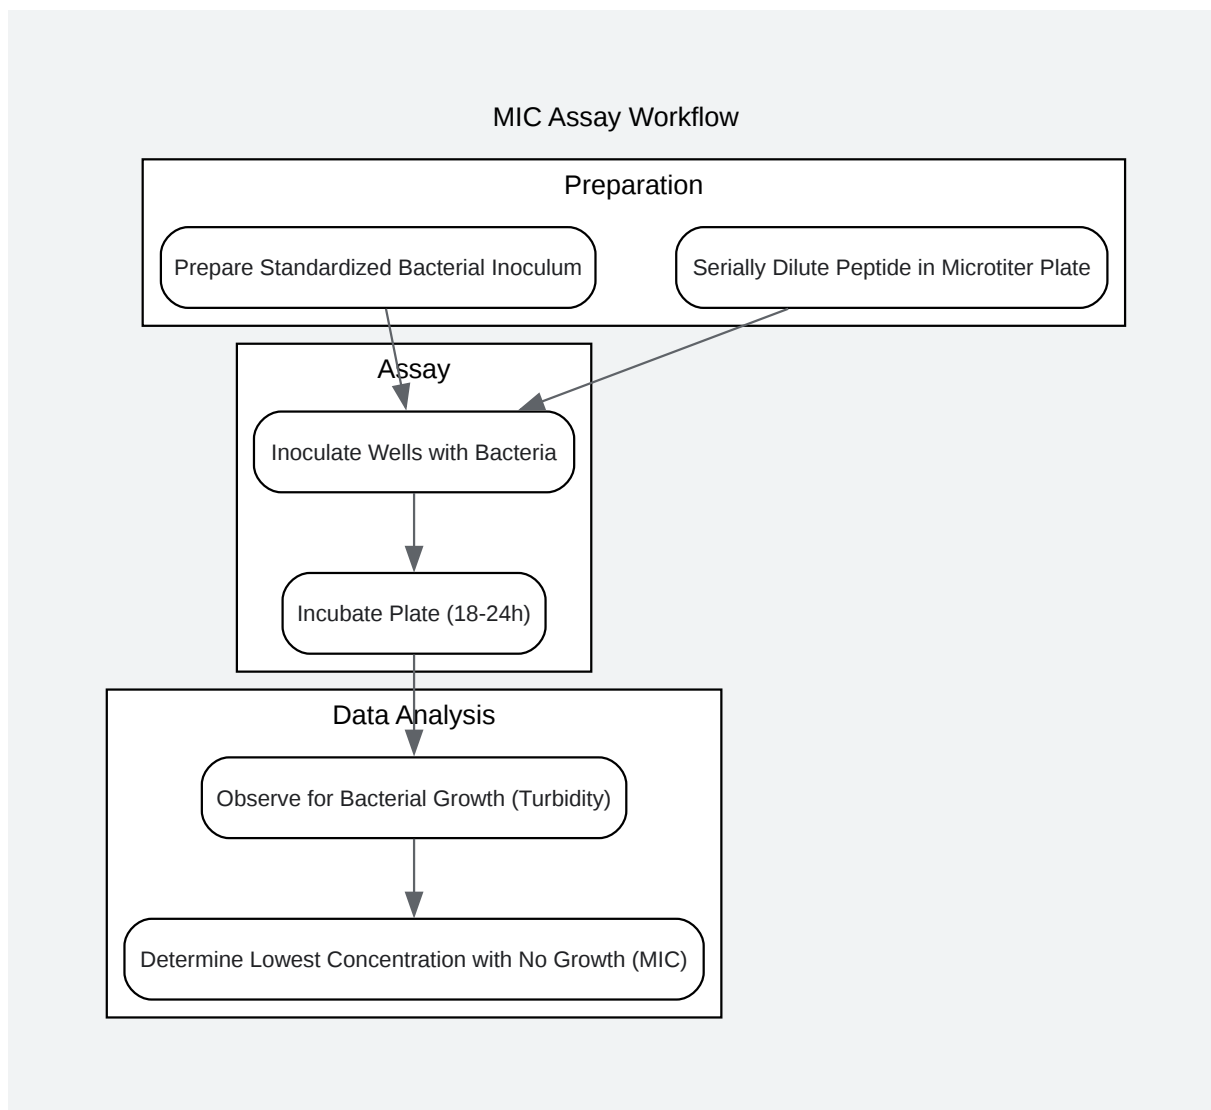 MIC Assay Workflow
Preparation
Prepare Standardized Bacterial Inoculum
Serially Dilute Peptide in Microtiter Plate
Assay
Inoculate Wells with Bacteria
Incubate Plate (18-24h)
Data Analysis
Observe for Bacterial Growth (Turbidity)
Determine Lowest Concentration with No Growth (MIC)